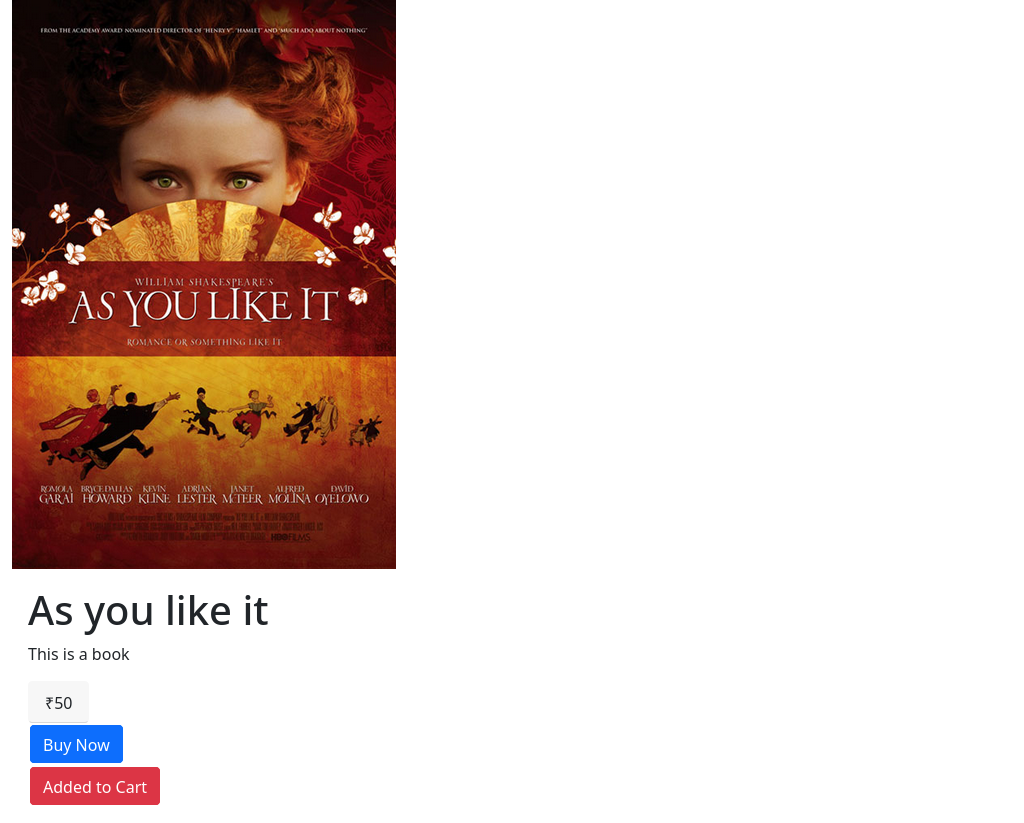 FROM THE ACADEMY AWARD NOMINATED DIRECTOR OF "HENRY V", "HAMLET" AND "MUCH ADO ABOUT NOTHING"
WILLIAM SHAKESPEARE'S
AS YOU LIKE IT
ROMANCE OR SOMETHING LIKE IT
ROMOLA GARAI BRYCE DALLAS HOWARD KEVIN KLINE ADRIAN LESTER JANET McTEER ALFRED MOLINA DAVID OYELOWO
HBO FILMS
As you like it
This is a book
₹50
Buy Now
Added to Cart